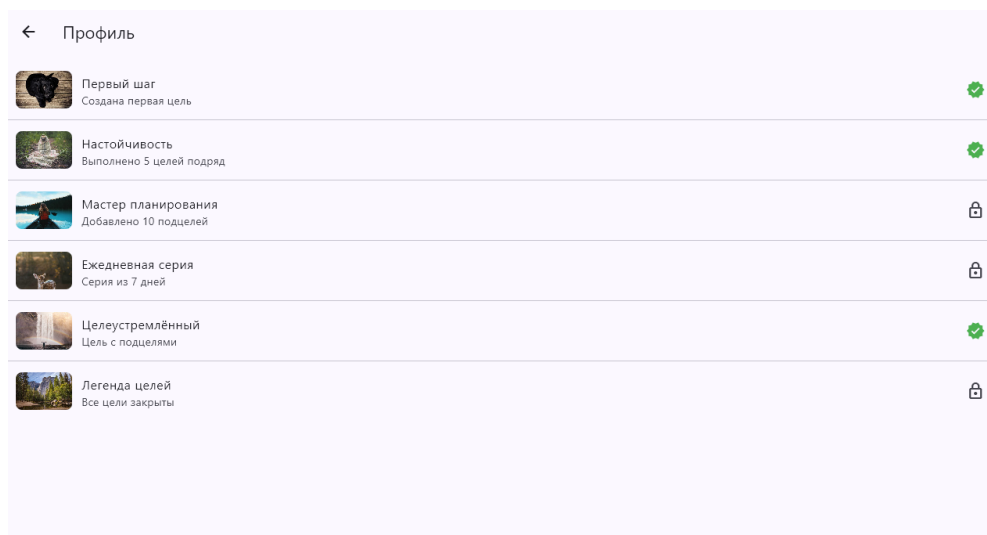 Профиль
Первый шаг
Создана первая цель
Настойчивость
Выполнено 5 целей подряд
Мастер планирования
Добавлено 10 подцелей
Ежедневная серия
Серия из 7 дней
Целеустремлённый
Цель с подцелями
Легенда целей
Все цели закрыты